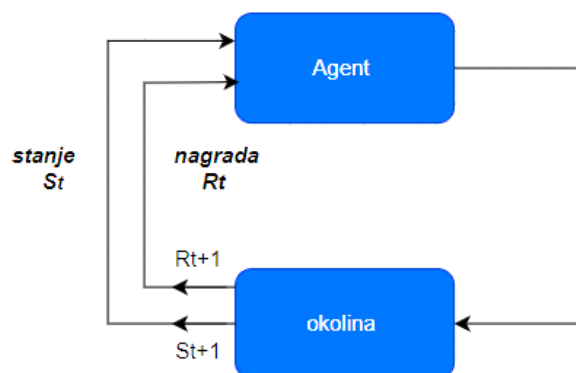 Agent
stanje
St
nagrada
Rt
Rt+1
okolina
St+1